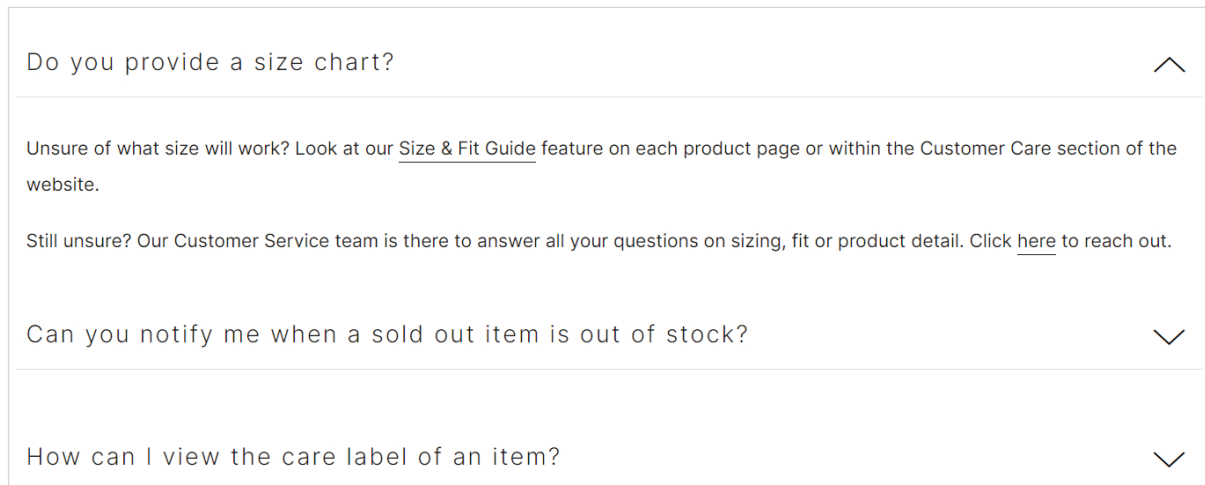 Do you provide a size chart?
Unsure of what size will work? Look at our Size & Fit Guide feature on each product page or within the Customer Care section of the
website.
Still unsure? Our Customer Service team is there to answer all your questions on sizing, fit or product detail. Click here to reach out.
Can you notify me when a sold out item is out of stock?
How can I view the care label of an item?